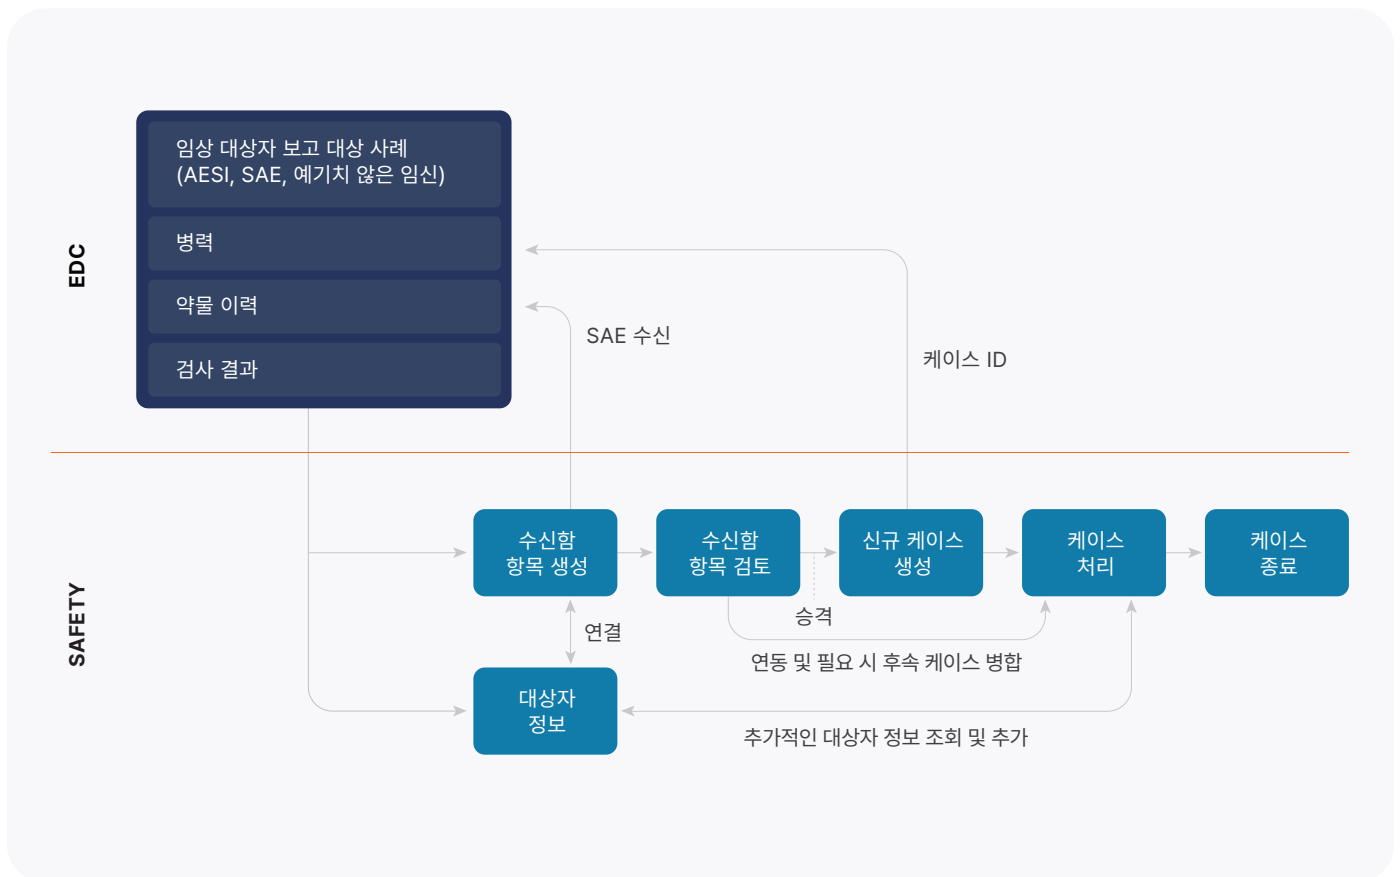 EDC
임상 대상자 보고 대상 사례
(AESI, SAE, 예기치 않은 임신)
병력
약물 이력
검사 결과
SAE 수신
케이스 ID
SAFETY
수신함
항목 생성
수신함
항목 검토
신규 케이스
생성
케이스
처리
케이스
종료
승격
연결
연동 및 필요 시 후속 케이스 병합
대상자
정보
추가적인 대상자 정보 조회 및 추가